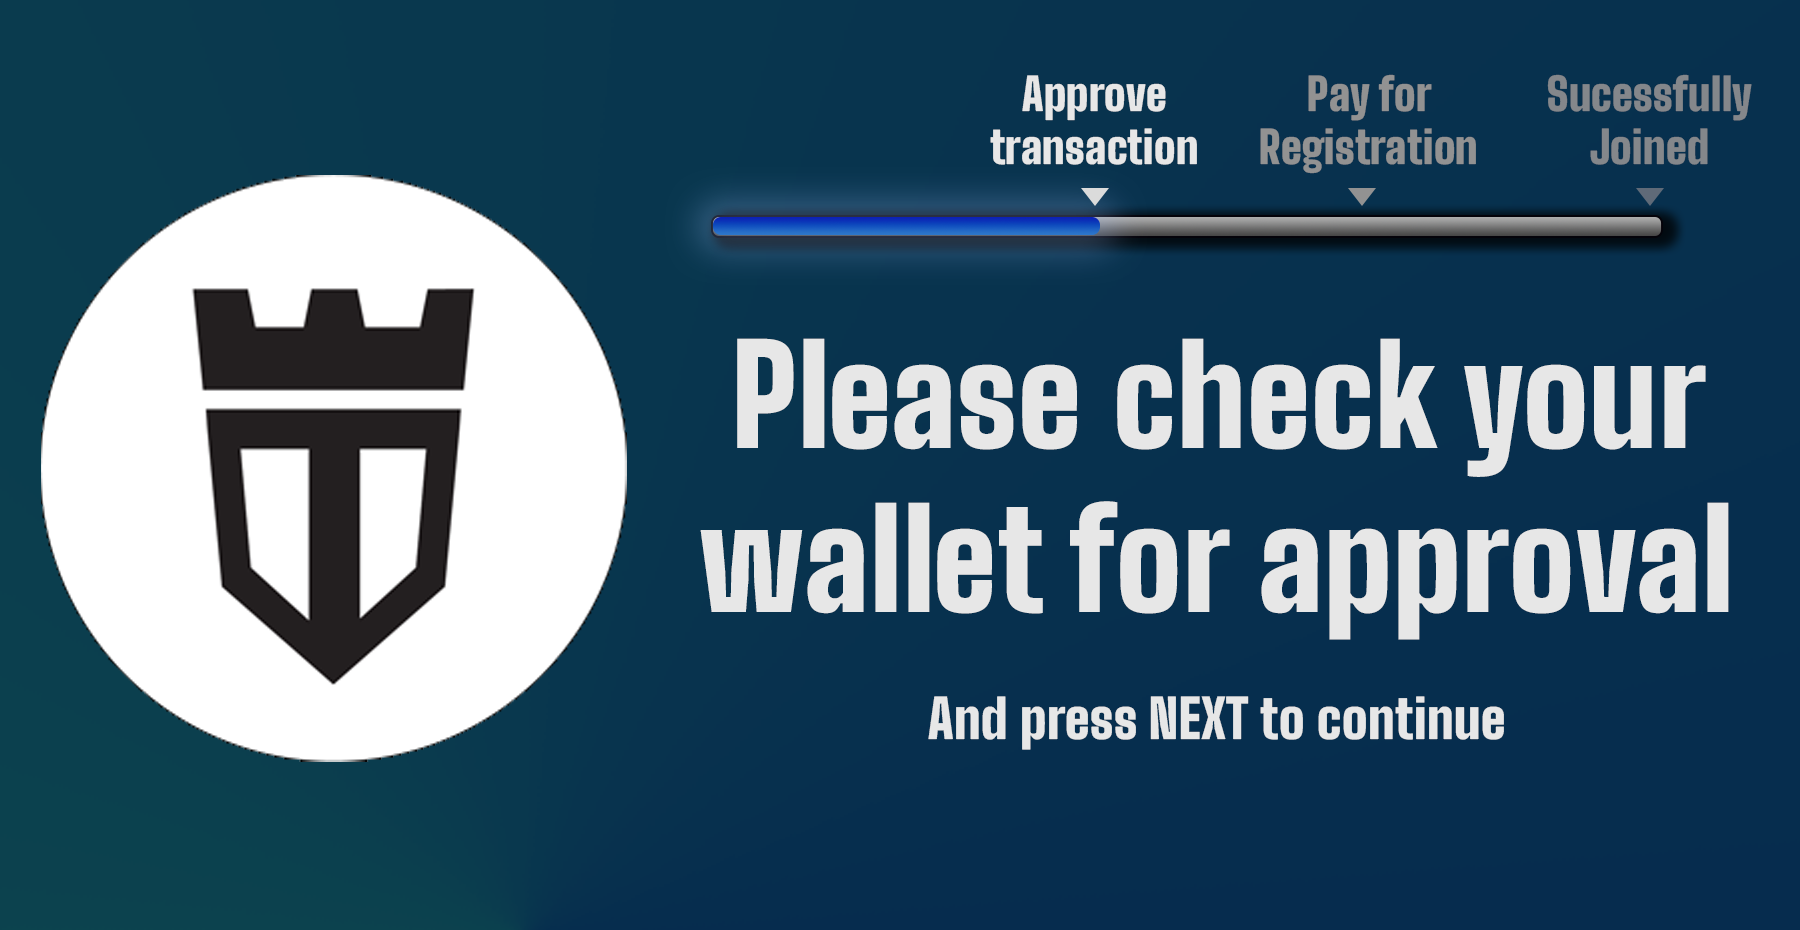 Approve
transaction
Pay for
Registration
Sucessfully
Joined
Please check your
wallet for approval
And press NEXT to continue